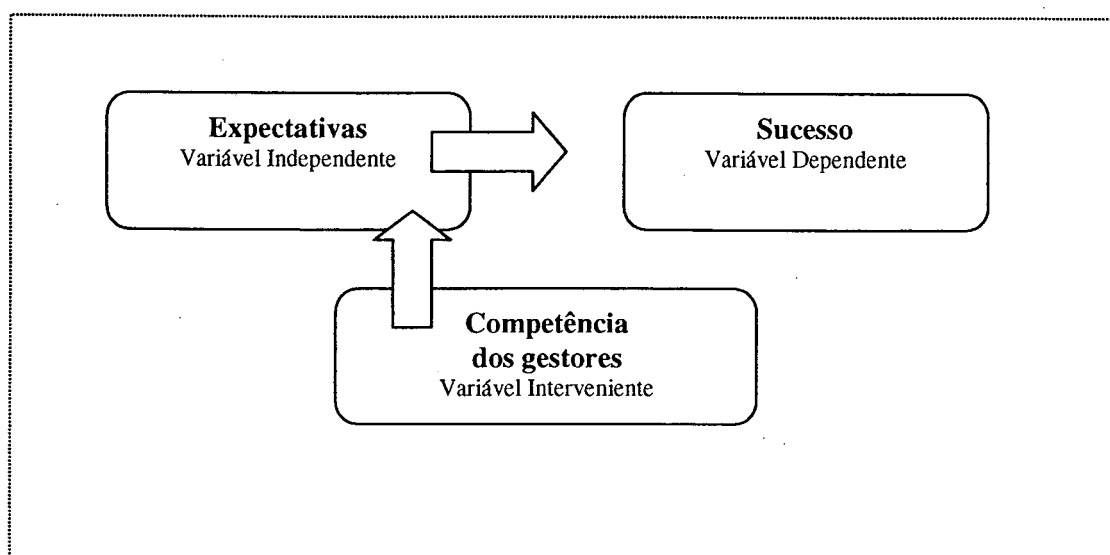 Expectativas
Variável Independente
Sucesso
Variável Dependente
Competência
dos gestores
Variável Interveniente